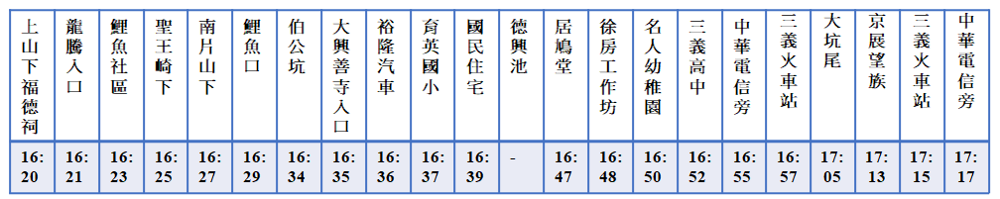 上山下福德祠
龍騰入口
鯉魚社區
聖王崎下
南片山下
鯉魚口
伯公坑
大興善寺入口
裕隆汽車
育英國小
國民住宅
德興池
居鳩堂
徐房工作坊
名人幼稚園
三義高中
中華電信旁
三義火車站
大坑尾
京展望族
三義火車站
中華電信旁
16:20 16:21 16:23 16:25 16:27 16:29 16:34 16:35 16:36 16:37 16:39 - 16:47 16:48 16:50 16:52 16:55 16:57 17:05 17:13 17:15 17:17